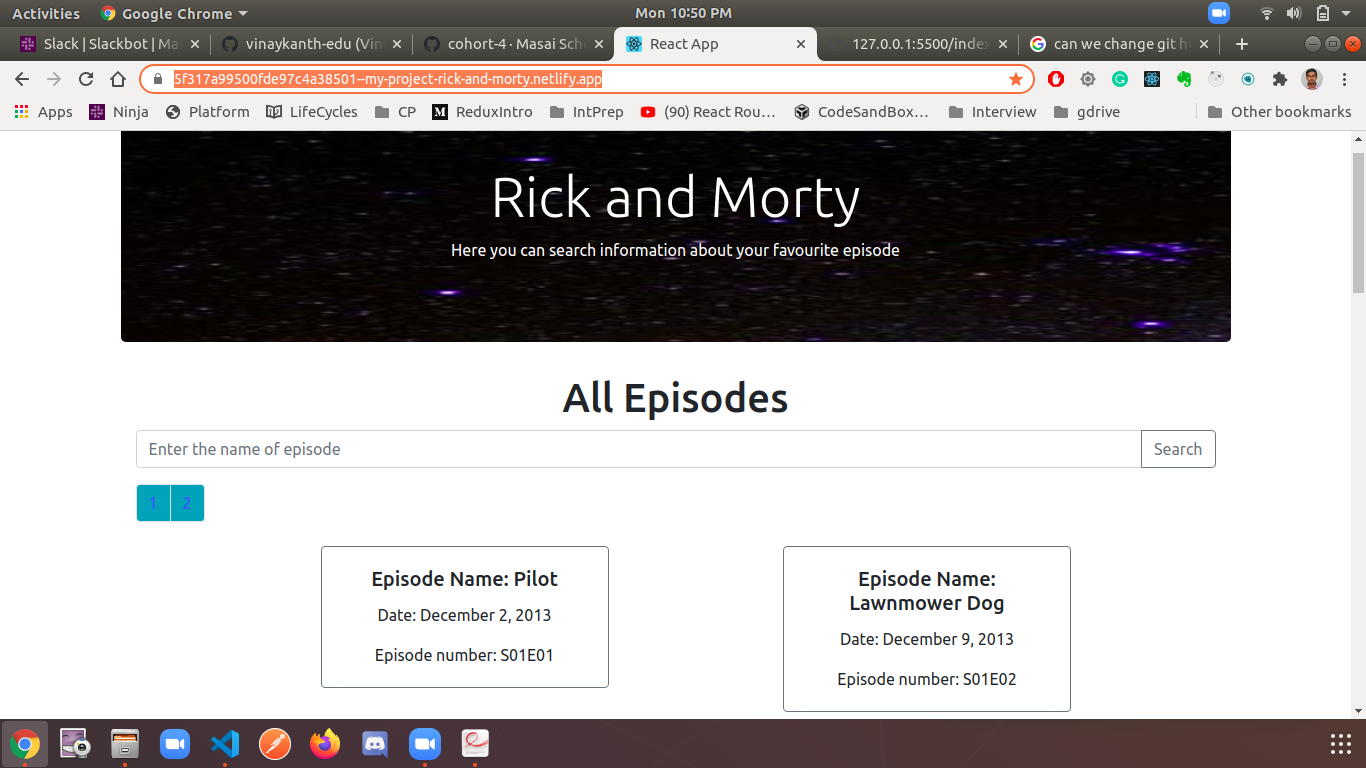 Activities Google Chrome Mon 10:50 PM
Slack | Slackbot | Ma vinaykanth-edu (Vin cohort-4 · Masai Sch React App 127.0.0.1:5500/index can we change git h
5f317a99500fde97c4a38501--my-project-rick-and-morty.netlify.app
Apps Ninja Platform LifeCycles CP ReduxIntro IntPrep (90) React Rou… CodeSandBox… Interview gdrive Other bookmarks
Rick and Morty
Here you can search information about your favourite episode
All Episodes
Enter the name of episode Search
1 2
Episode Name: Pilot
Date: December 2, 2013
Episode number: S01E01
Episode Name:
Lawnmower Dog
Date: December 9, 2013
Episode number: S01E02